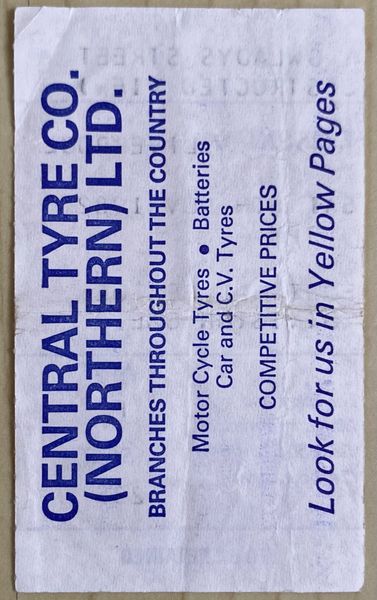 CENTRAL TYRE CO.
(NORTHERN) LTD.
BRANCHES THROUGHOUT THE COUNTRY
Motor Cycle Tyres • Batteries
Car and C.V. Tyres
COMPETITIVE PRICES
Look for us in Yellow Pages